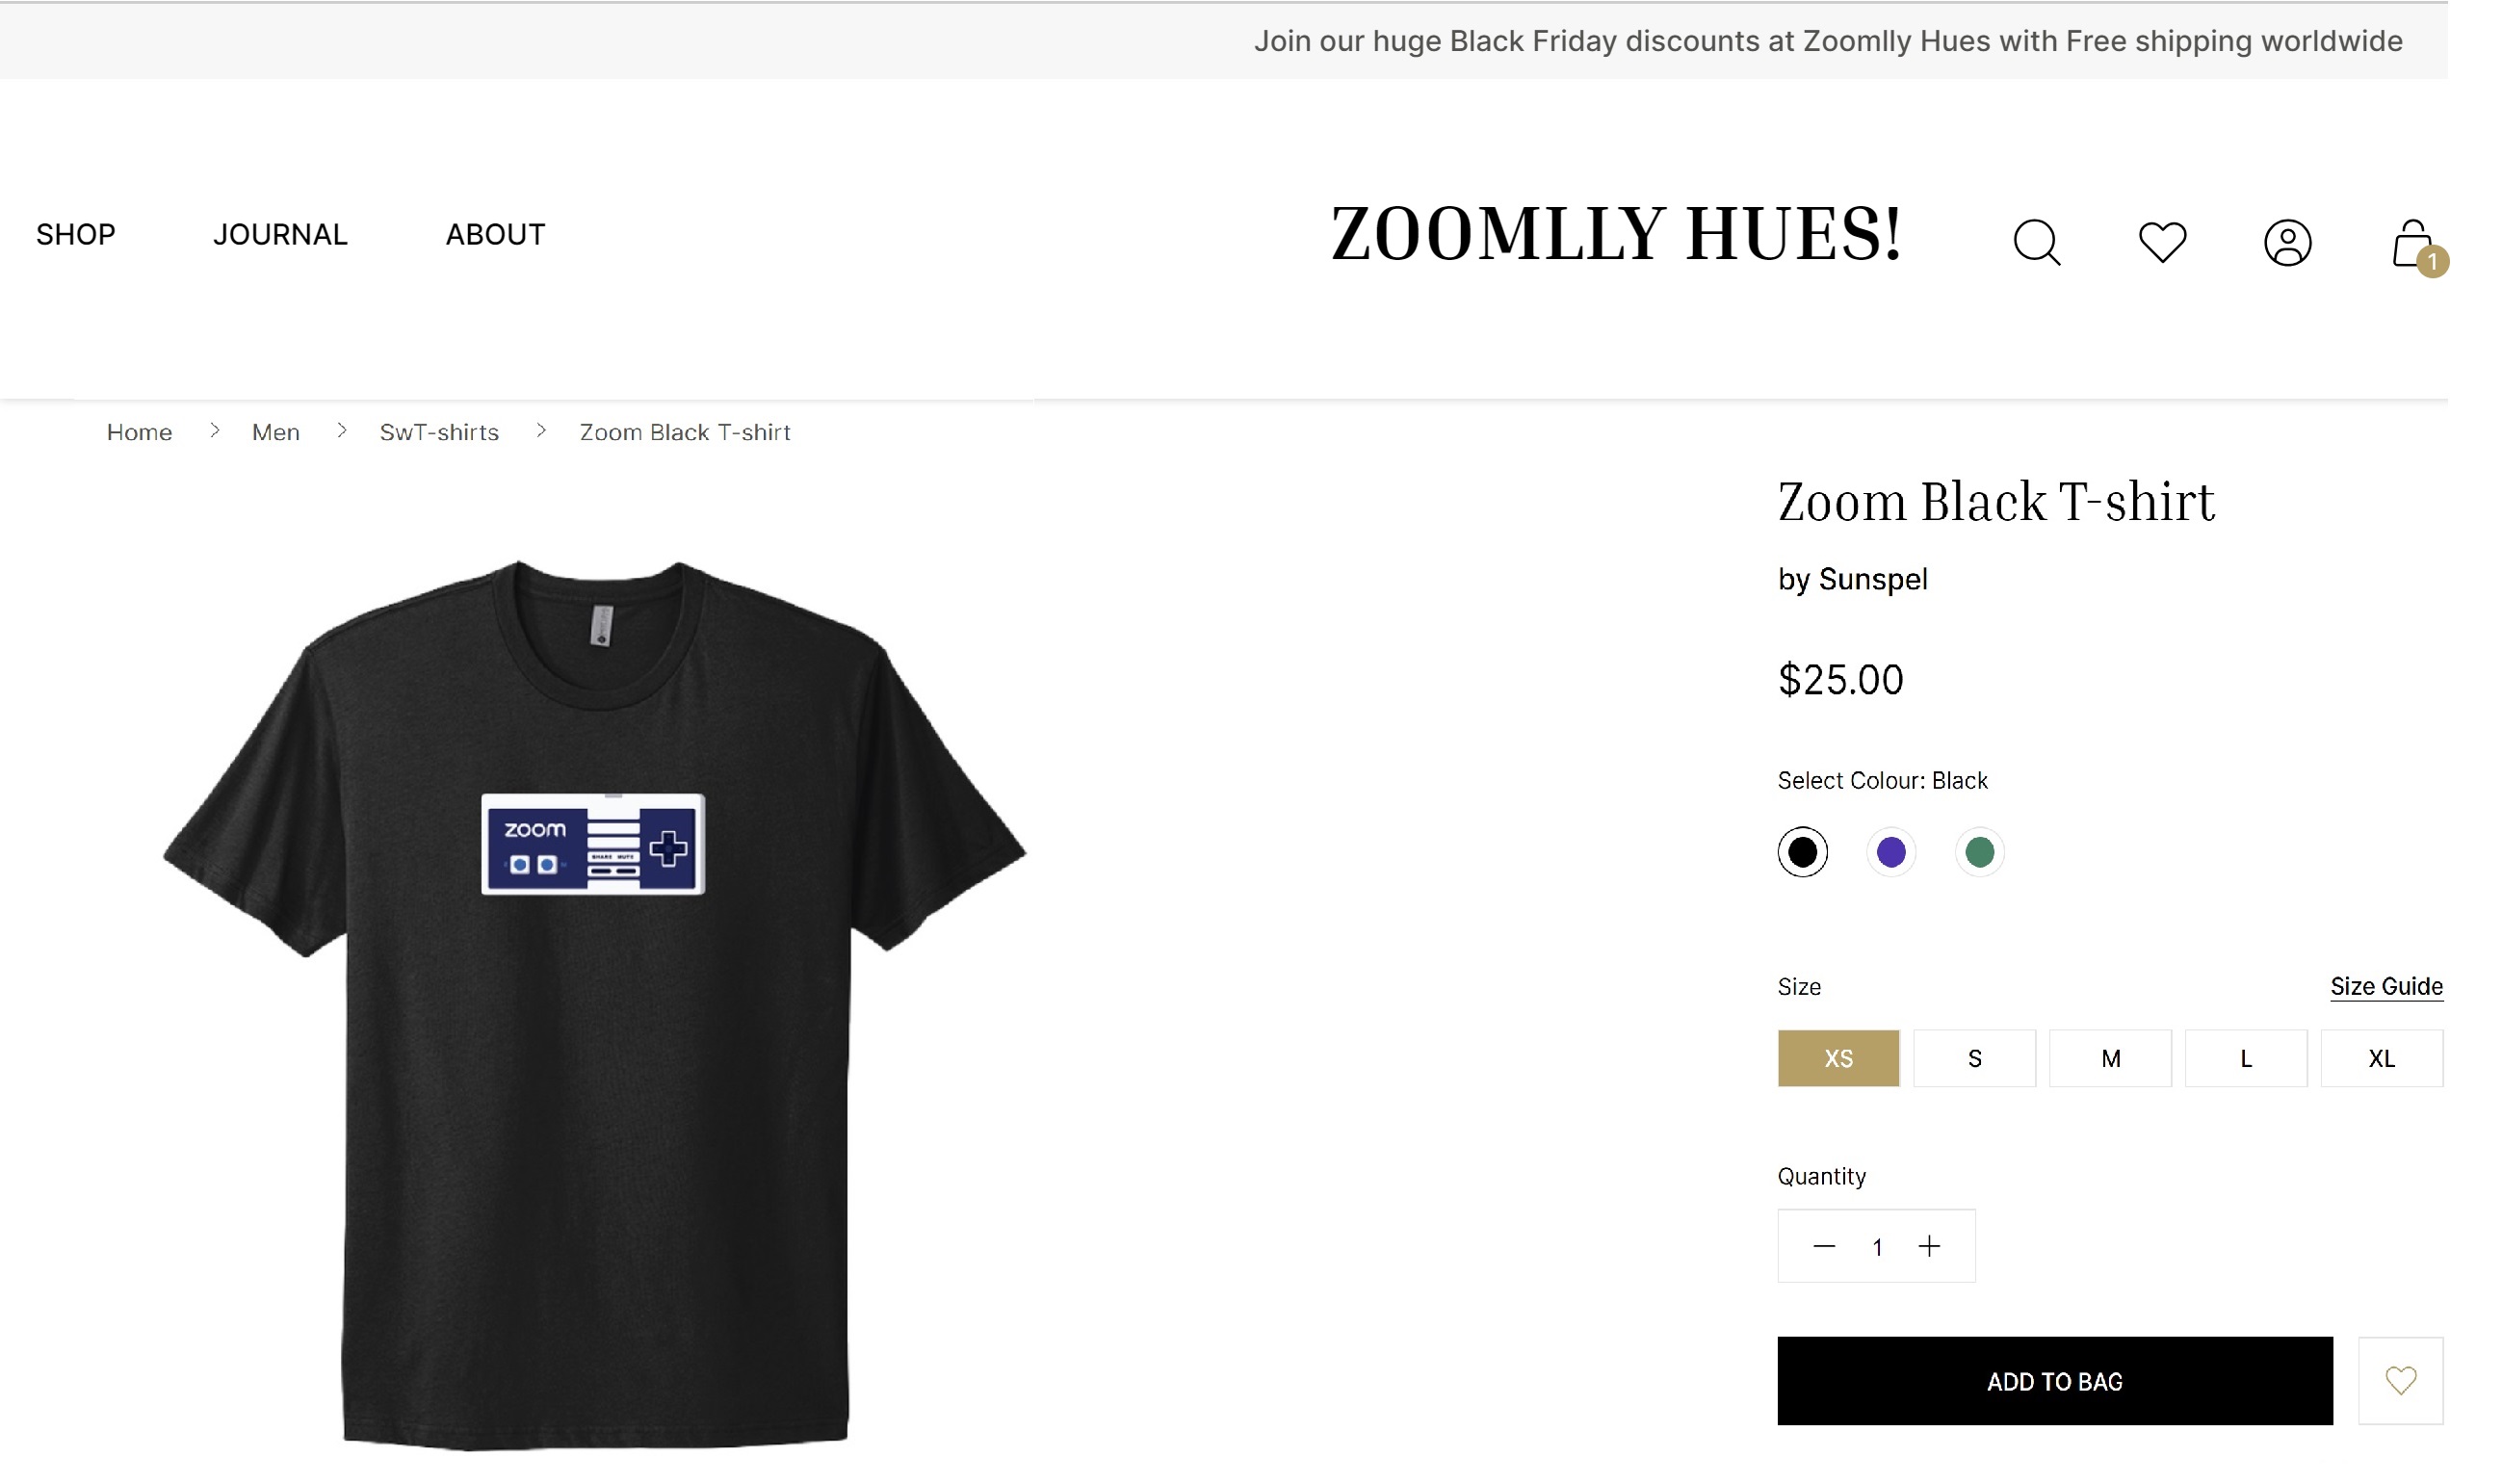 Join our huge Black Friday discounts at Zoomlly Hues with Free shipping worldwide
SHOP JOURNAL ABOUT ZOOMLLY HUES! 1
Home > Men > SwT-shirts > Zoom Black T-shirt
Zoom Black T-shirt
by Sunspel
$25.00
Select Colour: Black
Size Size Guide
XS S M L XL
Quantity
— 1 +
ADD TO BAG
zoom
SHARE MUTE